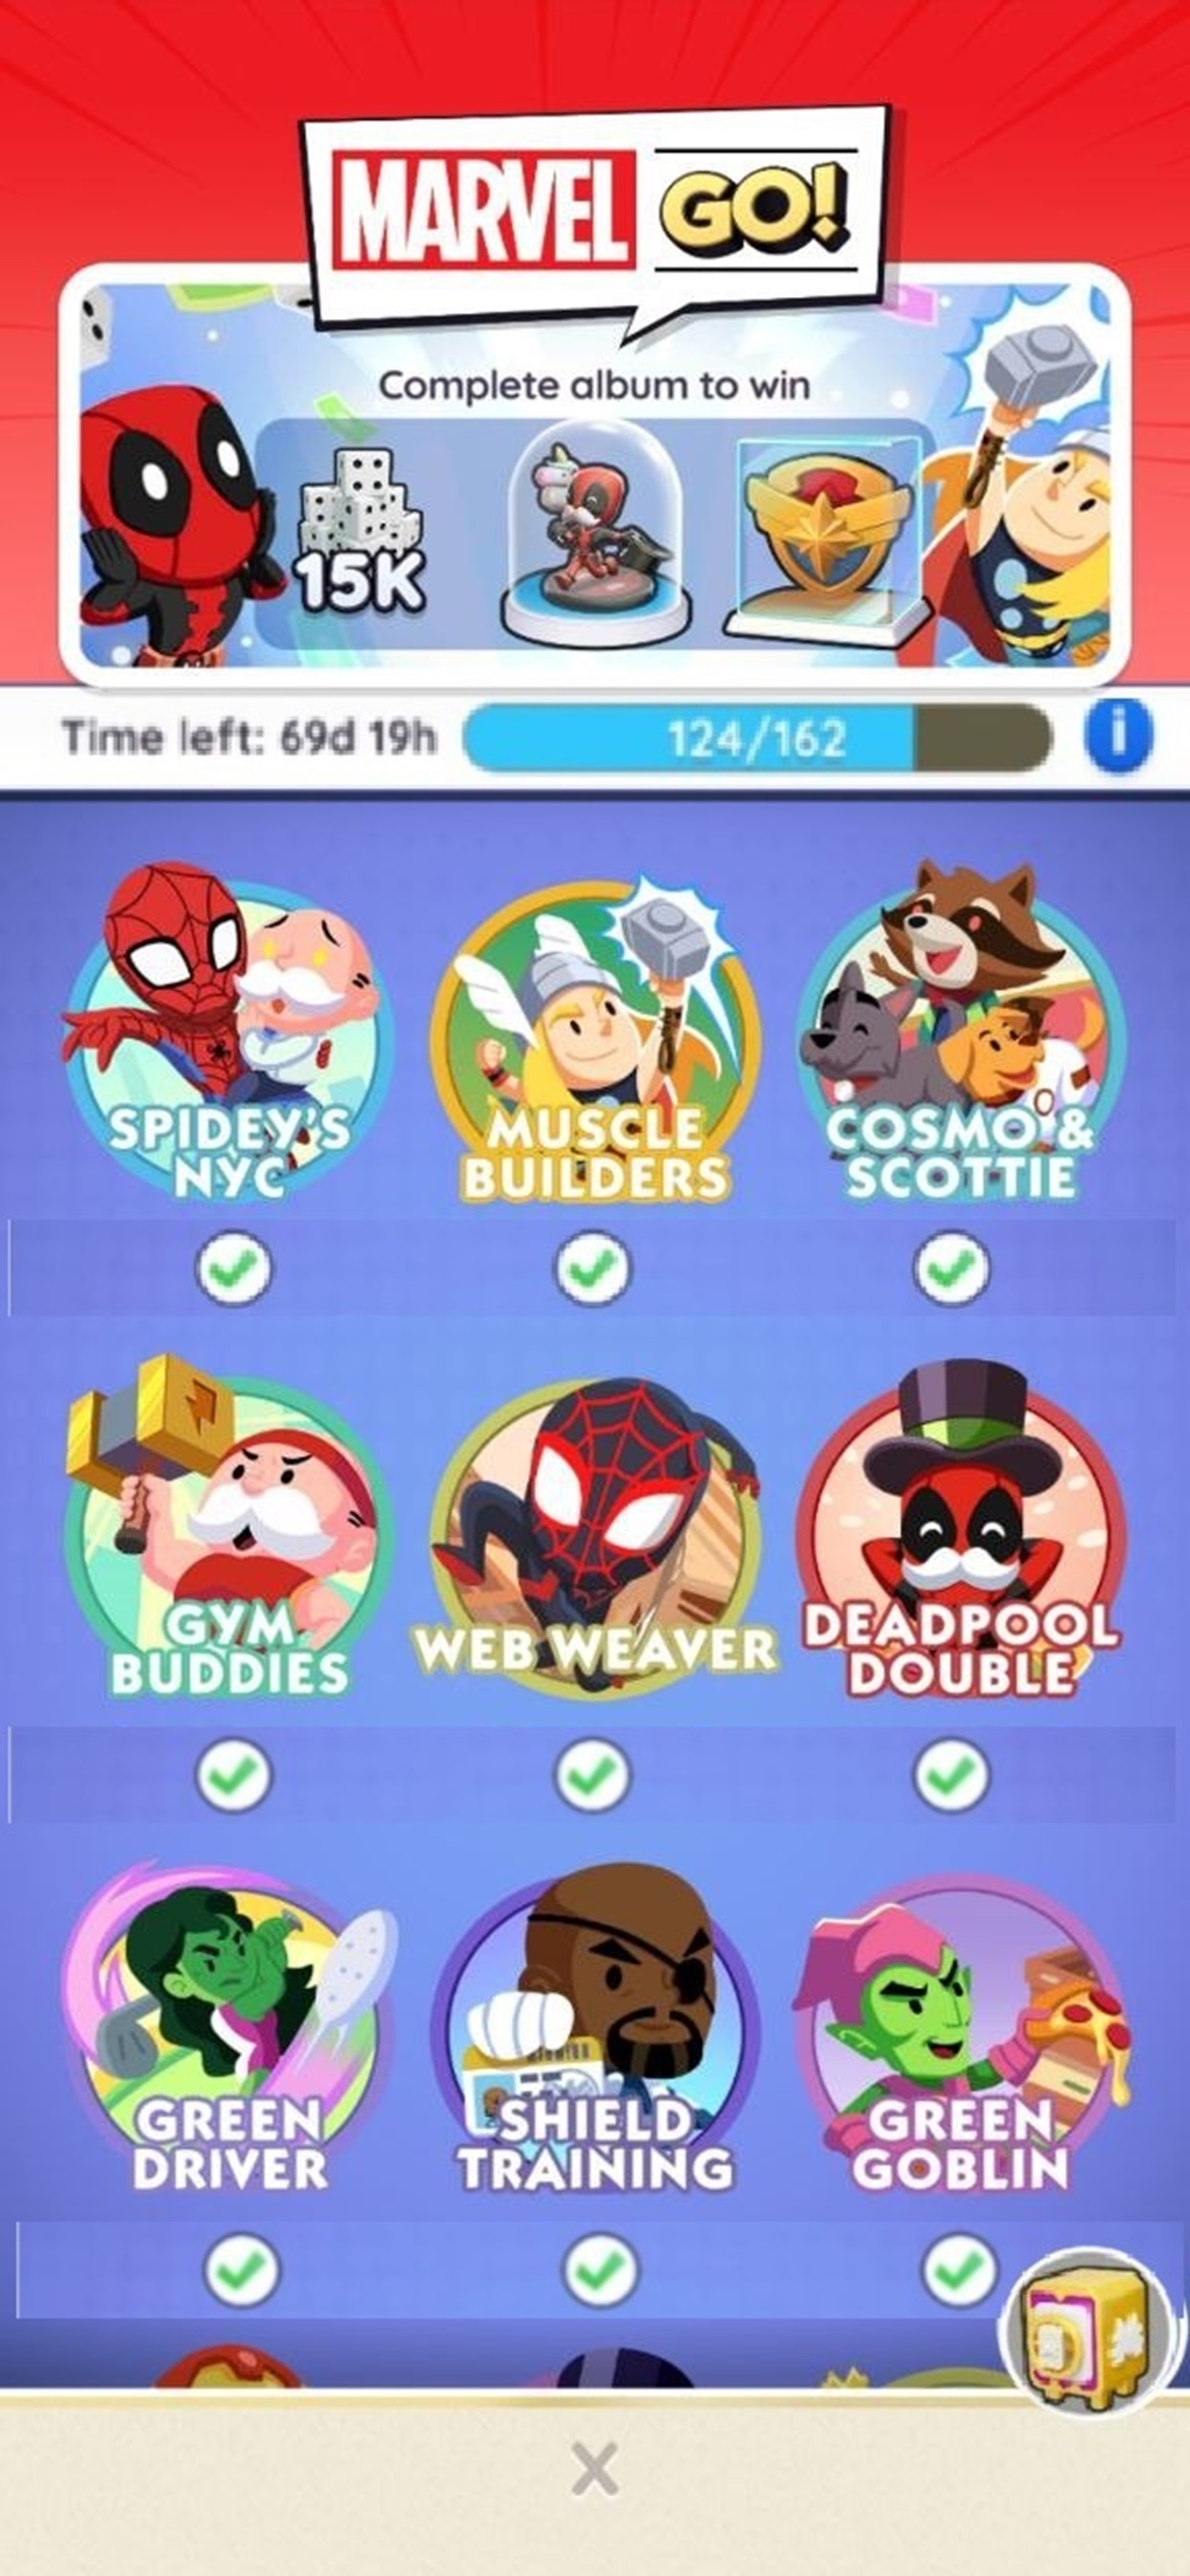 MARVEL GO!
Complete album to win
15K
Time left: 69d 19h
124/162
i
SPIDEY'S
NYC
MUSCLE
BUILDERS
COSMO &
SCOTTIE
GYM
BUDDIES
WEB WEAVER
DEADPOOL
DOUBLE
GREEN
DRIVER
SHIELD
TRAINING
GREEN
GOBLIN
X